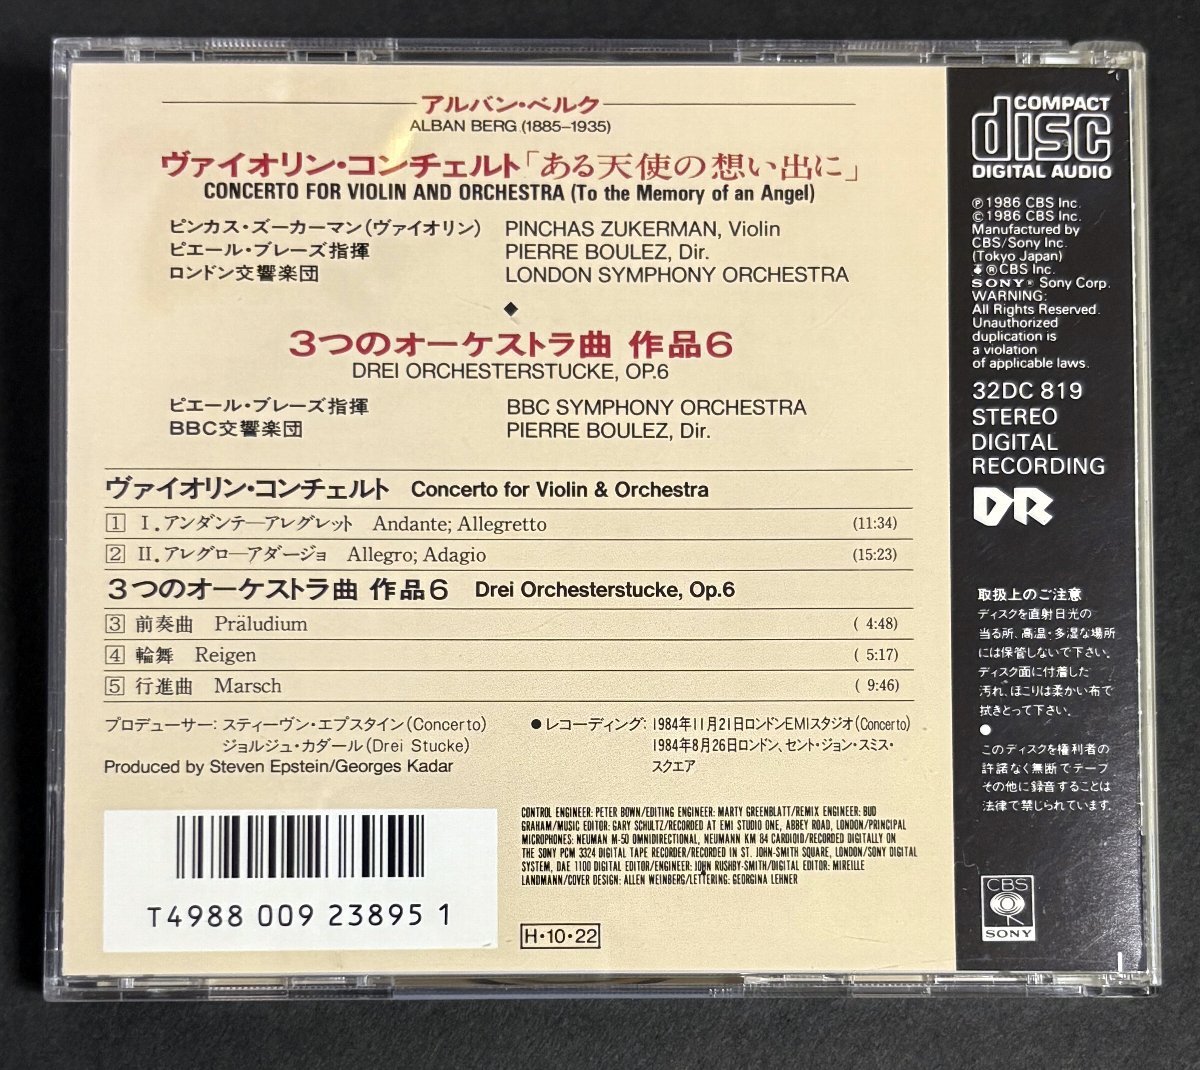 アルバン・ベルク
ALBAN BERG (1885–1935)
ヴァイオリン・コンチェルト「ある天使の想い出に」
CONCERTO FOR VIOLIN AND ORCHESTRA (To the Memory of an Angel)
ピンカス・ズーカーマン(ヴァイオリン) PINCHAS ZUKERMAN, Violin
ピエール・ブレーズ指揮 PIERRE BOULEZ, Dir.
ロンドン交響楽団 LONDON SYMPHONY ORCHESTRA
3つのオーケストラ曲 作品6
DREI ORCHESTERSTUCKE, OP.6
ピエール・ブレーズ指揮 BBC SYMPHONY ORCHESTRA
BBC交響楽団 PIERRE BOULEZ, Dir.
ヴァイオリン・コンチェルト Concerto for Violin & Orchestra
1 I. アンダンテ―アレグレット Andante; Allegretto (11:34)
2 II. アレグロ―アダージョ Allegro; Adagio (15:23)
3つのオーケストラ曲 作品6 Drei Orchesterstucke, Op.6
3 前奏曲 Präludium ( 4:48)
4 輪舞 Reigen ( 5:17)
5 行進曲 Marsch ( 9:46)
プロデューサー: スティーヴン・エプスタイン(Concerto)
ジョルジュ・カダール(Drei Stucke)
Produced by Steven Epstein/Georges Kadar
●レコーディング: 1984年11月21日ロンドンEMIスタジオ(Concerto)
1984年8月26日ロンドン、セント・ジョン・スミス・
スクエア
CONTROL ENGINEER: PETER BOWN/EDITING ENGINEER: MARTY GREENBLATT/REMIX ENGINEER: BUD
GRAHAM/MUSIC EDITOR: GARY SCHULTZ/RECORDED AT EMI STUDIO ONE, ABBEY ROAD, LONDON/PRINCIPAL
MICROPHONES: NEUMAN M-50 OMNIDIRECTIONAL, NEUMANN KM 84 CARDIOID/RECORDED DIGITALLY ON
THE SONY PCM 3324 DIGITAL TAPE RECORDER/RECORDED IN ST. JOHN-SMITH SQUARE, LONDON/SONY DIGITAL
SYSTEM, DAE 1100 DIGITAL EDITOR/ENGINEER: JOHN RUSHBY-SMITH/DIGITAL EDITOR: MIREILLE
LANDMANN/COVER DESIGN: ALLEN WEINBERG/LETTERING: GEORGINA LEHNER
T4988 009 23895 1
H・10・22
COMPACT
disc
DIGITAL AUDIO
℗1986 CBS Inc.
©1986 CBS Inc.
Manufactured by
CBS/Sony Inc.
(Tokyo Japan)
®CBS Inc.
SONY® Sony Corp.
WARNING:
All Rights Reserved.
Unauthorized
duplication is
a violation
of applicable laws.
32DC 819
STEREO
DIGITAL
RECORDING
DR
取扱上のご注意
ディスクを直射日光の
当る所、高温・多湿な場所
には保管しないで下さい。
ディスク面に付着した
汚れ、ほこりは柔かい布で
拭きとって下さい。
●
このディスクを権利者の
許諾なく無断でテープ
その他に録音することは
法律で禁じられています。
CBS
SONY